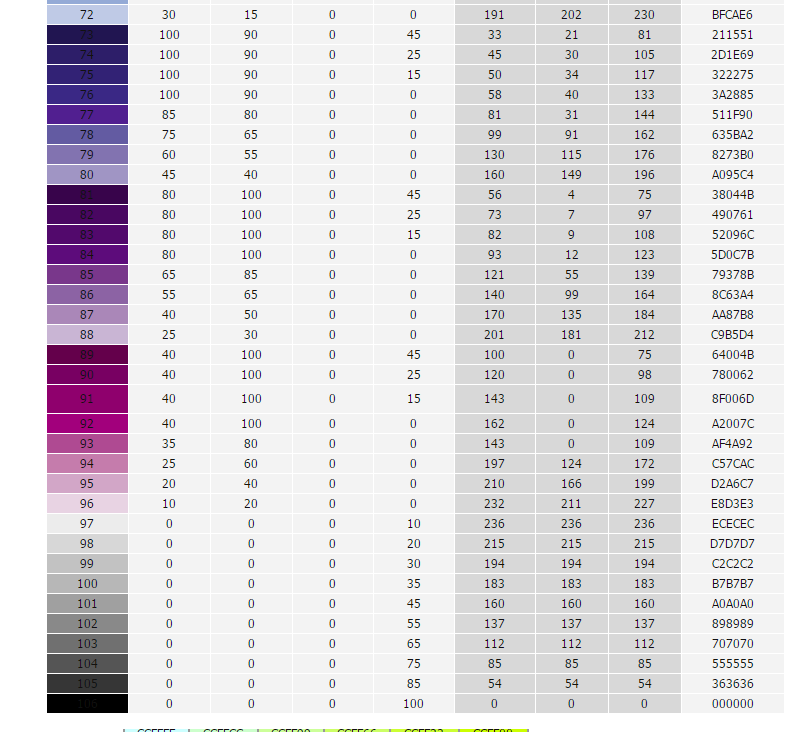 72 30 15 0 0 191 202 230 BFCAE6
73 100 90 0 45 33 21 81 211551
74 100 90 0 25 45 30 105 2D1E69
75 100 90 0 15 50 34 117 322275
76 100 90 0 0 58 40 133 3A2885
77 85 80 0 0 81 31 144 511F90
78 75 65 0 0 99 91 162 635BA2
79 60 55 0 0 130 115 176 8273B0
80 45 40 0 0 160 149 196 A095C4
81 80 100 0 45 56 4 75 38044B
82 80 100 0 25 73 7 97 490761
83 80 100 0 15 82 9 108 52096C
84 80 100 0 0 93 12 123 5D0C7B
85 65 85 0 0 121 55 139 79378B
86 55 65 0 0 140 99 164 8C63A4
87 40 50 0 0 170 135 184 AA87B8
88 25 30 0 0 201 181 212 C9B5D4
89 40 100 0 45 100 0 75 64004B
90 40 100 0 25 120 0 98 780062
91 40 100 0 15 143 0 109 8F006D
92 40 100 0 0 162 0 124 A2007C
93 35 80 0 0 143 0 109 AF4A92
94 25 60 0 0 197 124 172 C57CAC
95 20 40 0 0 210 166 199 D2A6C7
96 10 20 0 0 232 211 227 E8D3E3
97 0 0 0 10 236 236 236 ECECEC
98 0 0 0 20 215 215 215 D7D7D7
99 0 0 0 30 194 194 194 C2C2C2
100 0 0 0 35 183 183 183 B7B7B7
101 0 0 0 45 160 160 160 A0A0A0
102 0 0 0 55 137 137 137 898989
103 0 0 0 65 112 112 112 707070
104 0 0 0 75 85 85 85 555555
105 0 0 0 85 54 54 54 363636
106 0 0 0 100 0 0 0 000000